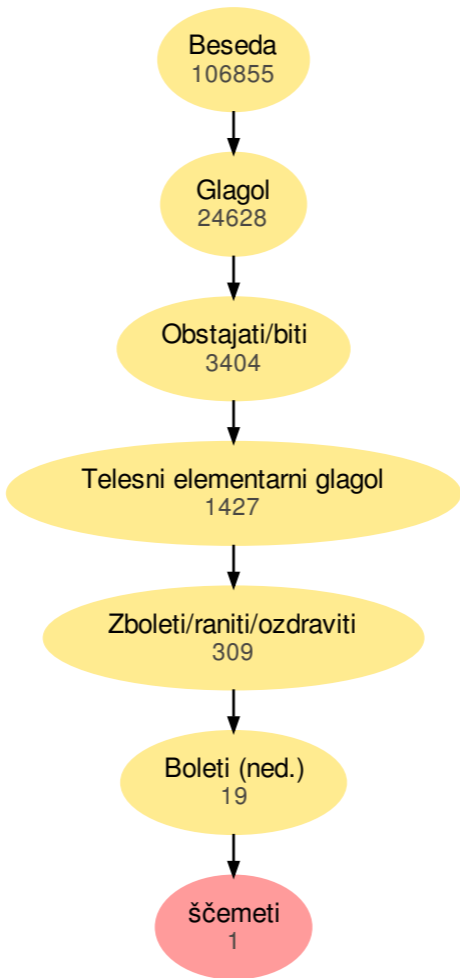 Beseda
106855
Glagol
24628
Obstajati/biti
3404
Telesni elementarni glagol
1427
Zboleti/raniti/ozdraviti
309
Boleti (ned.)
19
ščemeti
1